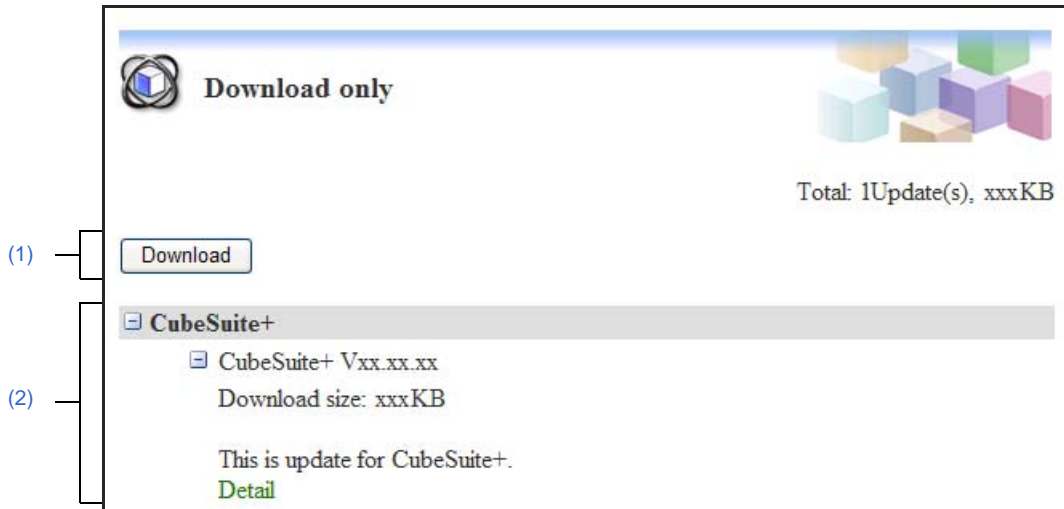 Download only
Total: 1Update(s), xxxKB
(1)
Download
CubeSuite+
(2)
CubeSuite+ Vxx.xx.xx
Download size: xxxKB
This is update for CubeSuite+.
Detail